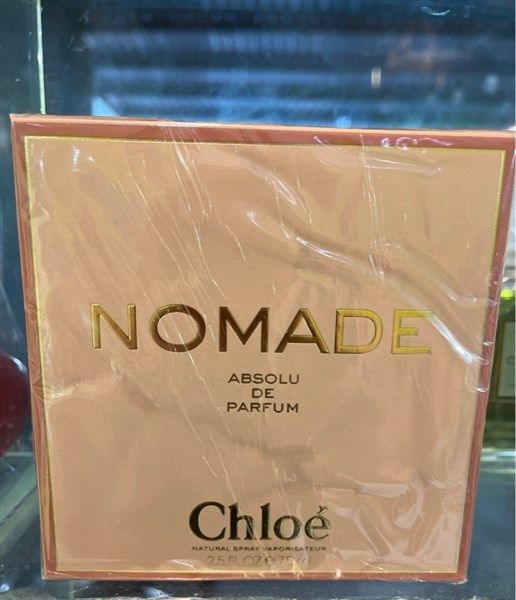 NOMADE
ABSOLU
DE
PARFUM
Chloé
NATURAL SPRAY VAPORISATEUR
2.5 FL OZ ℮ 75 ml